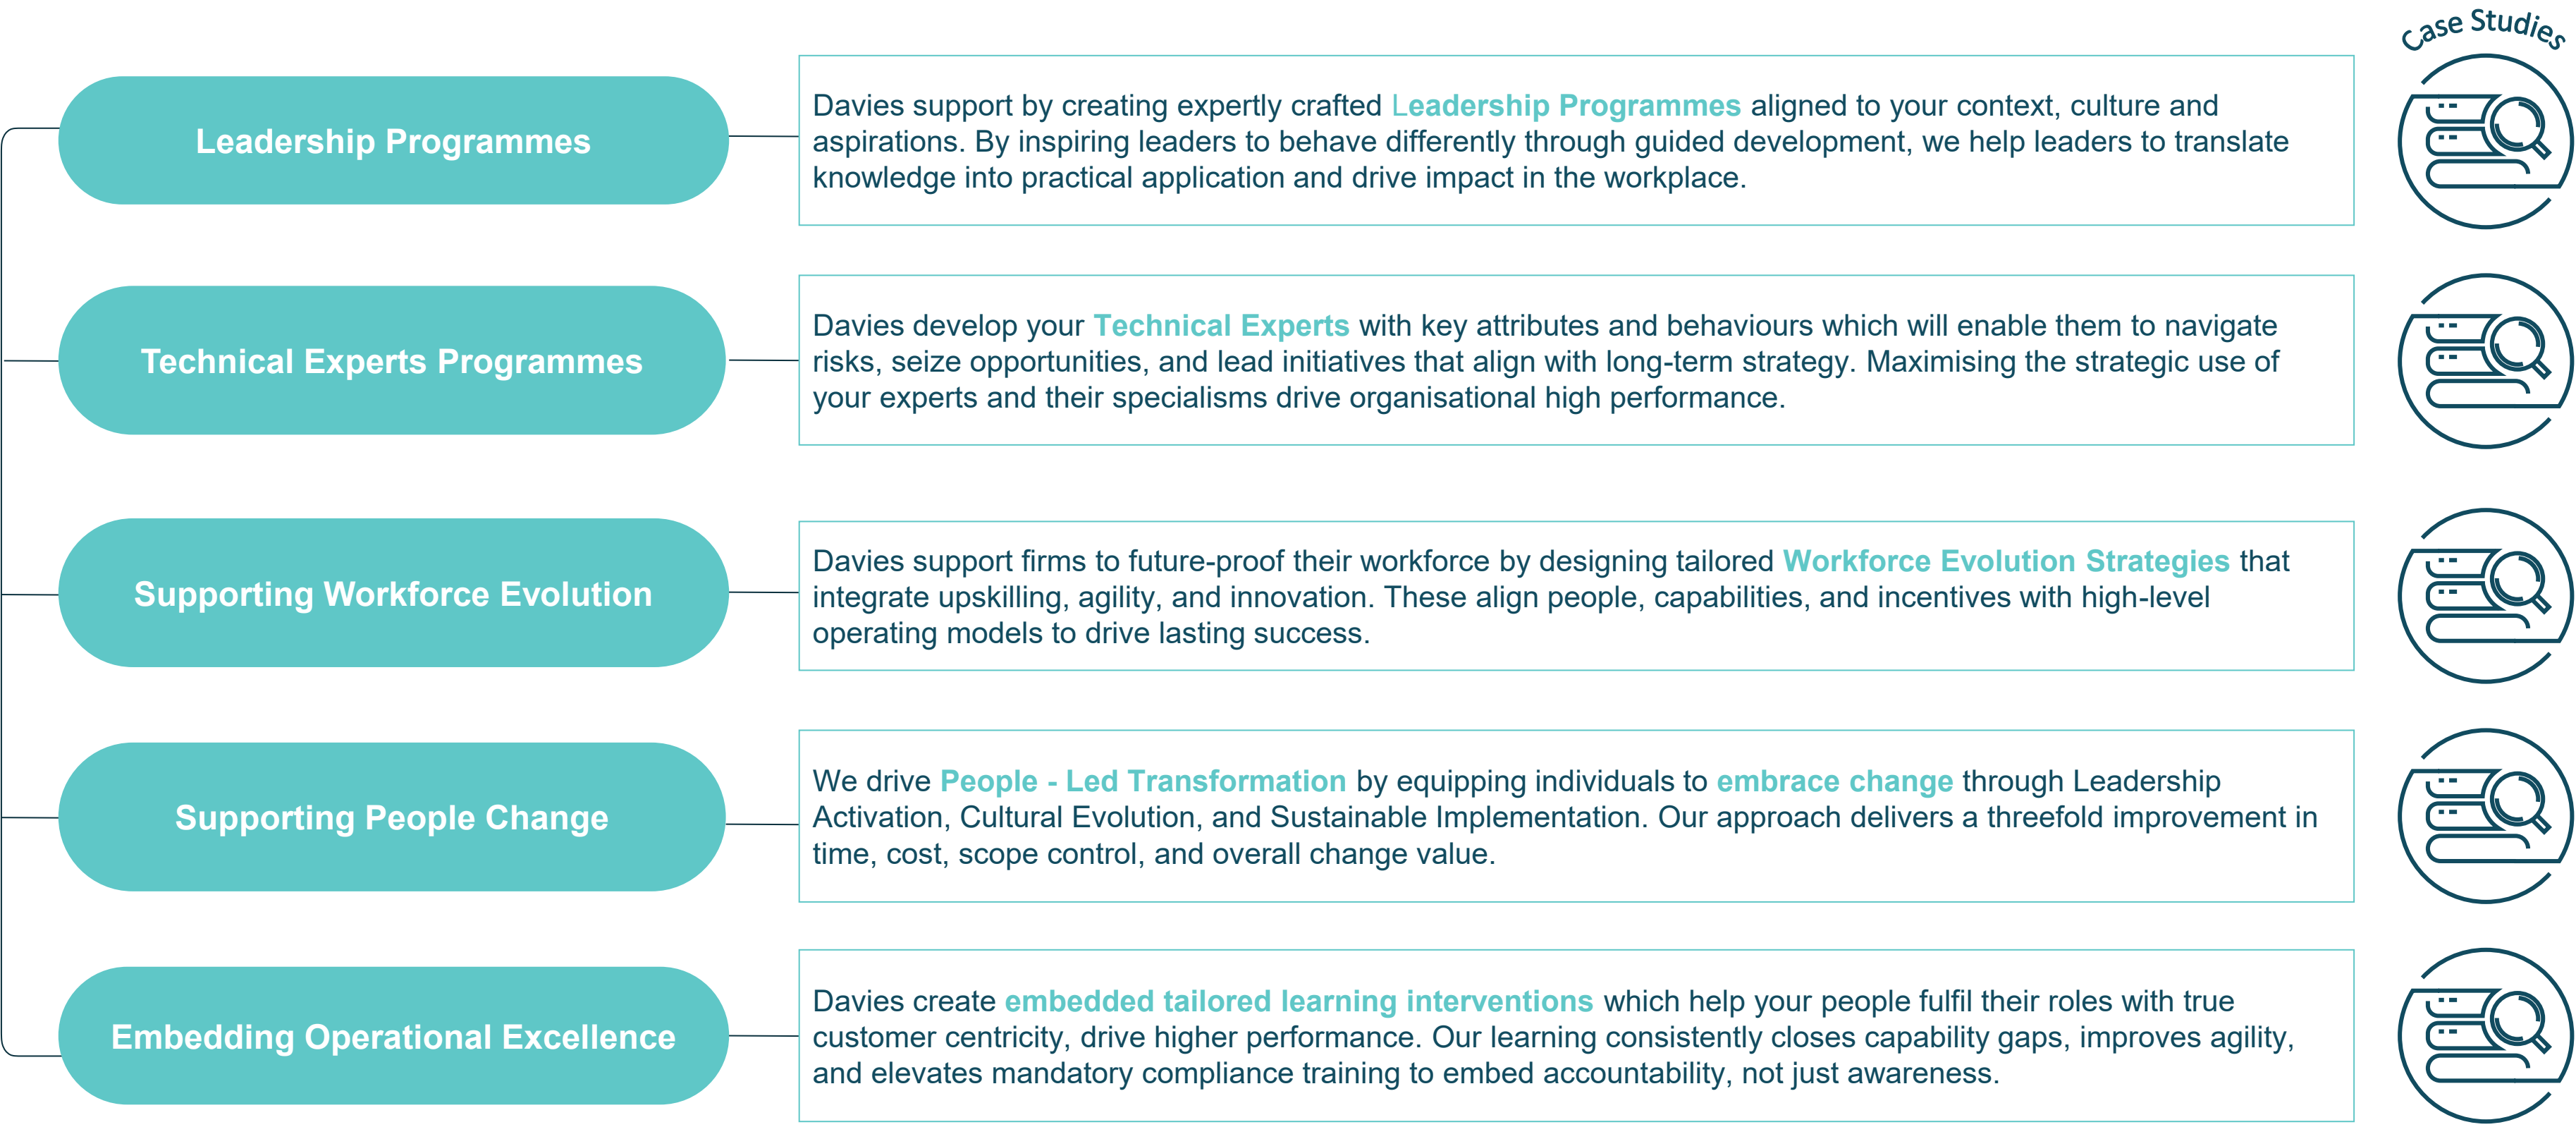 Case Studies
Leadership Programmes
Davies support by creating expertly crafted Leadership Programmes aligned to your context, culture and
aspirations. By inspiring leaders to behave differently through guided development, we help leaders to translate
knowledge into practical application and drive impact in the workplace.
Technical Experts Programmes
Davies develop your Technical Experts with key attributes and behaviours which will enable them to navigate
risks, seize opportunities, and lead initiatives that align with long-term strategy. Maximising the strategic use of
your experts and their specialisms drive organisational high performance.
Supporting Workforce Evolution
Davies support firms to future-proof their workforce by designing tailored Workforce Evolution Strategies that
integrate upskilling, agility, and innovation. These align people, capabilities, and incentives with high-level
operating models to drive lasting success.
Supporting People Change
We drive People - Led Transformation by equipping individuals to embrace change through Leadership
Activation, Cultural Evolution, and Sustainable Implementation. Our approach delivers a threefold improvement in
time, cost, scope control, and overall change value.
Embedding Operational Excellence
Davies create embedded tailored learning interventions which help your people fulfil their roles with true
customer centricity, drive higher performance. Our learning consistently closes capability gaps, improves agility,
and elevates mandatory compliance training to embed accountability, not just awareness.